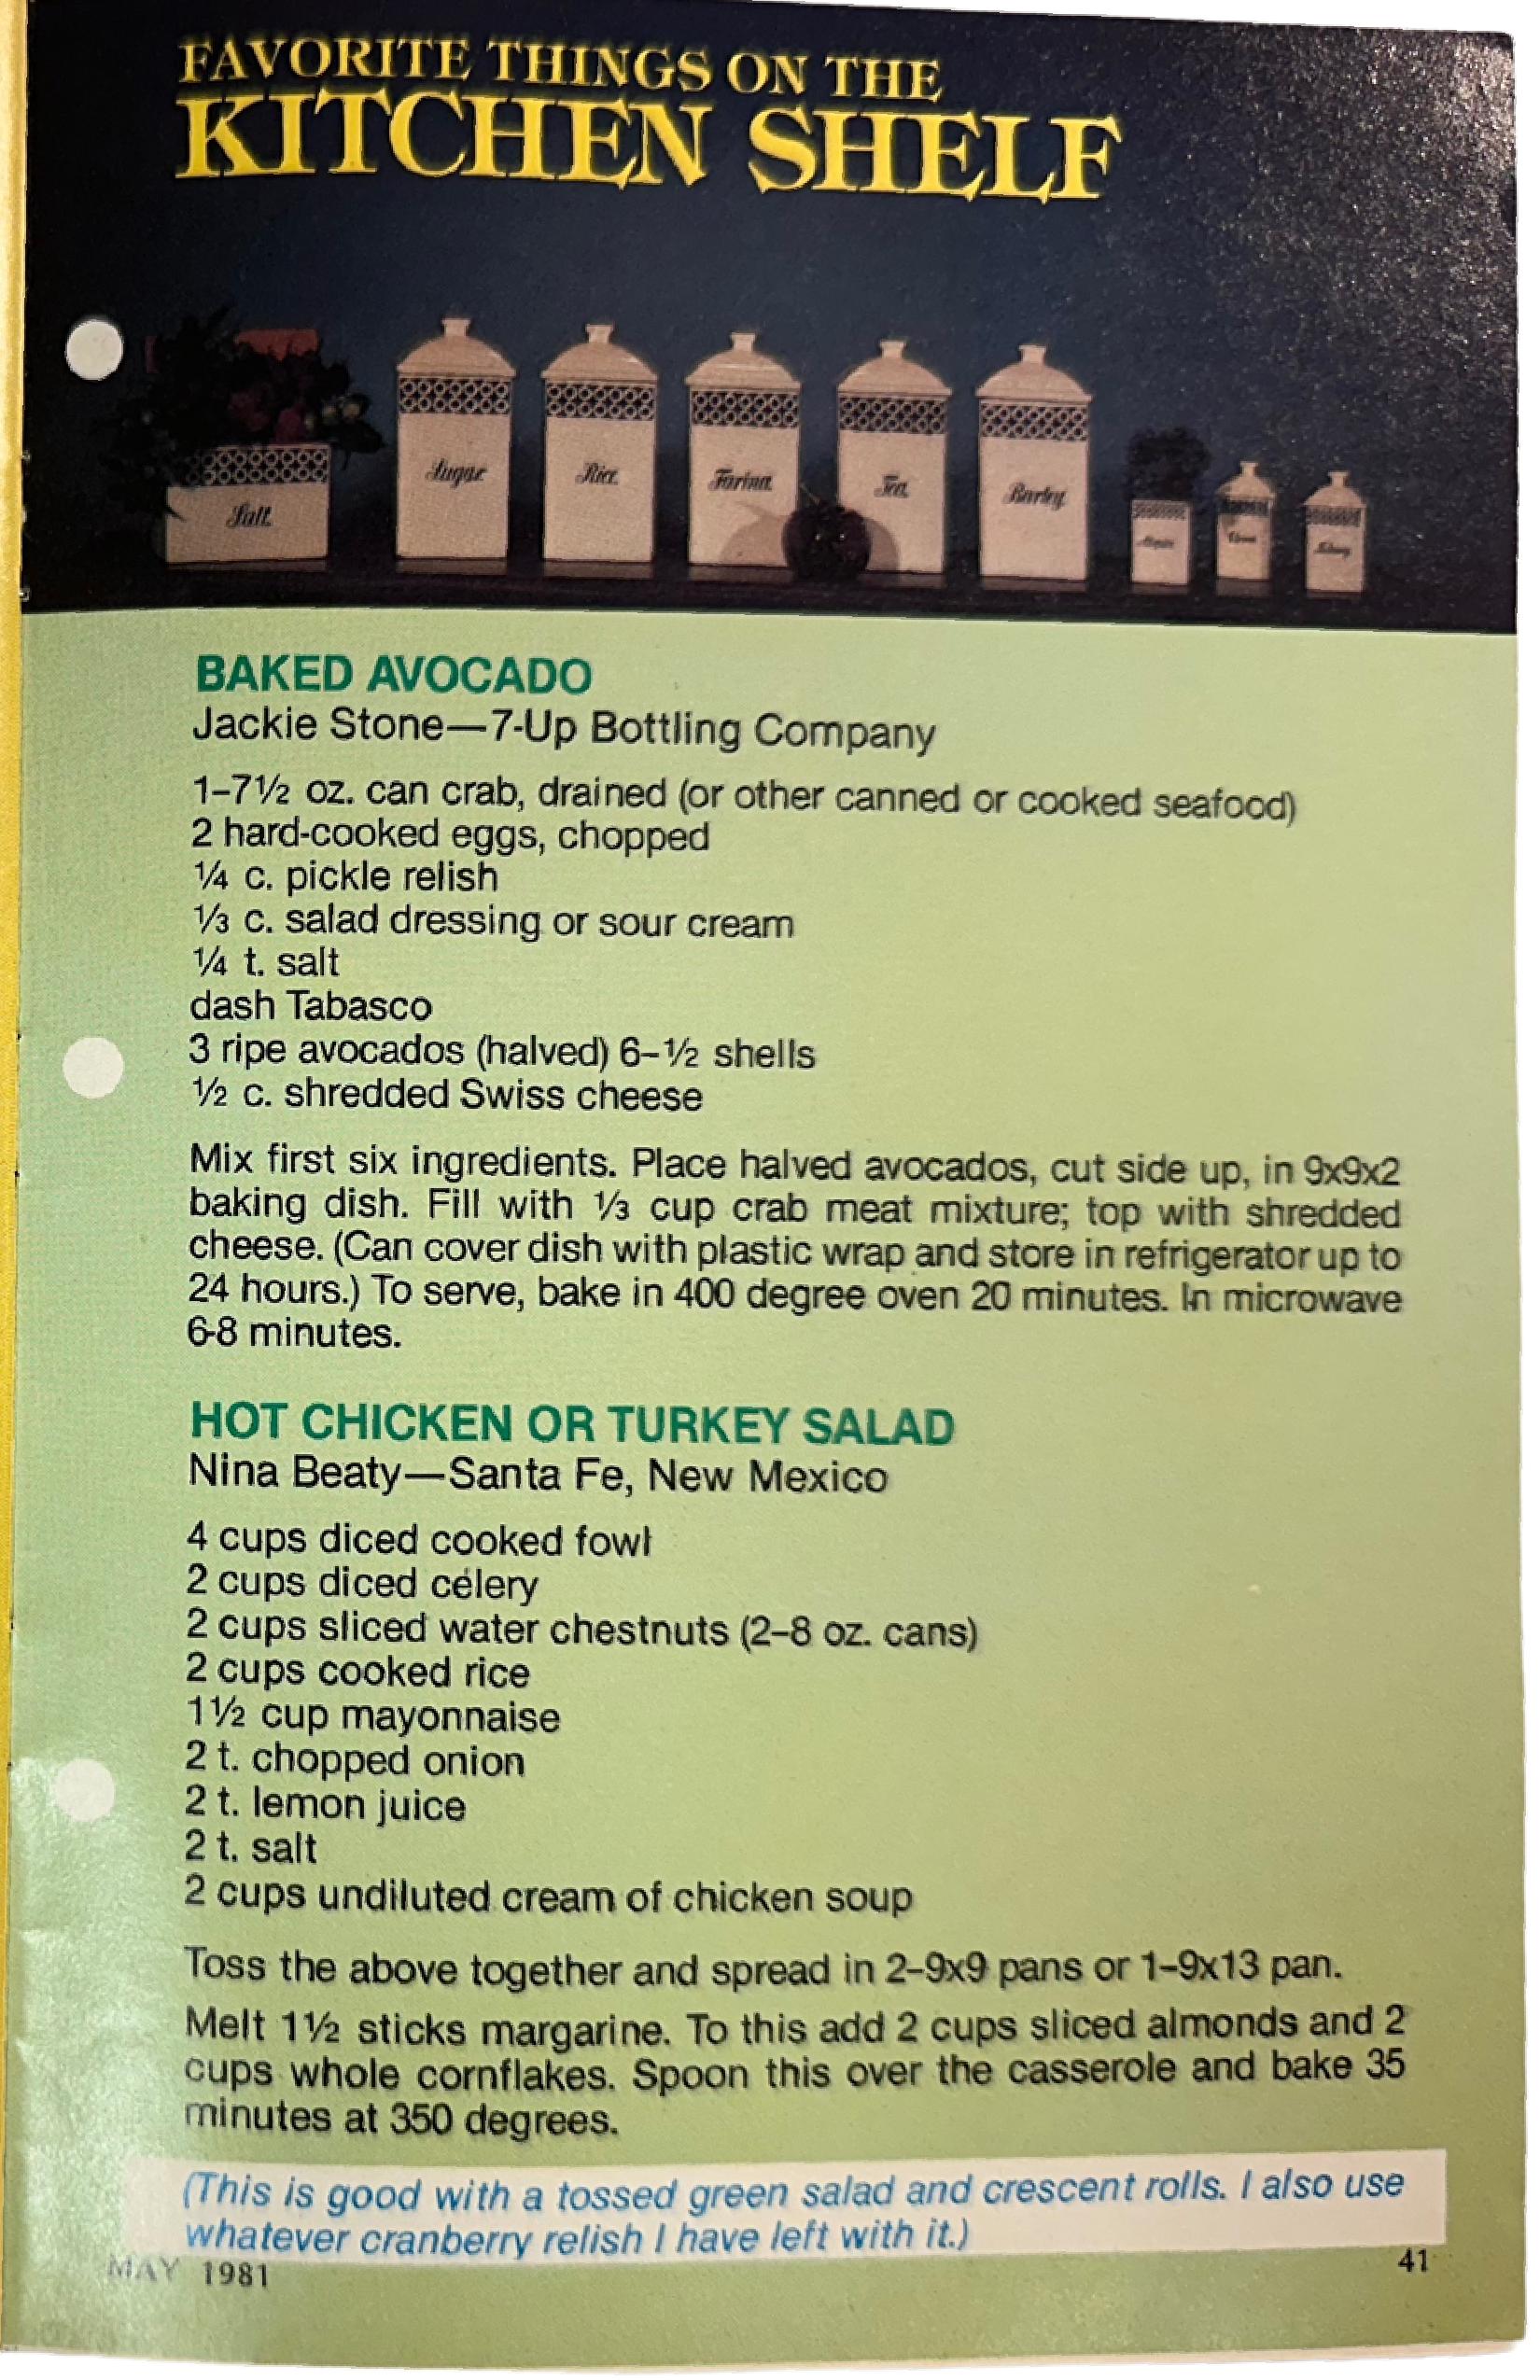 FAVORITE THINGS ON THE
KITCHEN SHELF
Salt
Sugar
Rice
Farina
Tea
Barley
BAKED AVOCADO
Jackie Stone—7-Up Bottling Company
1–7½ oz. can crab, drained (or other canned or cooked seafood)
2 hard-cooked eggs, chopped
¼ c. pickle relish
⅓ c. salad dressing or sour cream
¼ t. salt
dash Tabasco
3 ripe avocados (halved) 6–½ shells
½ c. shredded Swiss cheese
Mix first six ingredients. Place halved avocados, cut side up, in 9x9x2
baking dish. Fill with ⅓ cup crab meat mixture; top with shredded
cheese. (Can cover dish with plastic wrap and store in refrigerator up to
24 hours.) To serve, bake in 400 degree oven 20 minutes. In microwave
6-8 minutes.
HOT CHICKEN OR TURKEY SALAD
Nina Beaty—Santa Fe, New Mexico
4 cups diced cooked fowl
2 cups diced celery
2 cups sliced water chestnuts (2–8 oz. cans)
2 cups cooked rice
1½ cup mayonnaise
2 t. chopped onion
2 t. lemon juice
2 t. salt
2 cups undiluted cream of chicken soup
Toss the above together and spread in 2–9x9 pans or 1–9x13 pan.
Melt 1½ sticks margarine. To this add 2 cups sliced almonds and 2
cups whole cornflakes. Spoon this over the casserole and bake 35
minutes at 350 degrees.
(This is good with a tossed green salad and crescent rolls. I also use
whatever cranberry relish I have left with it.)
MAY 1981
41